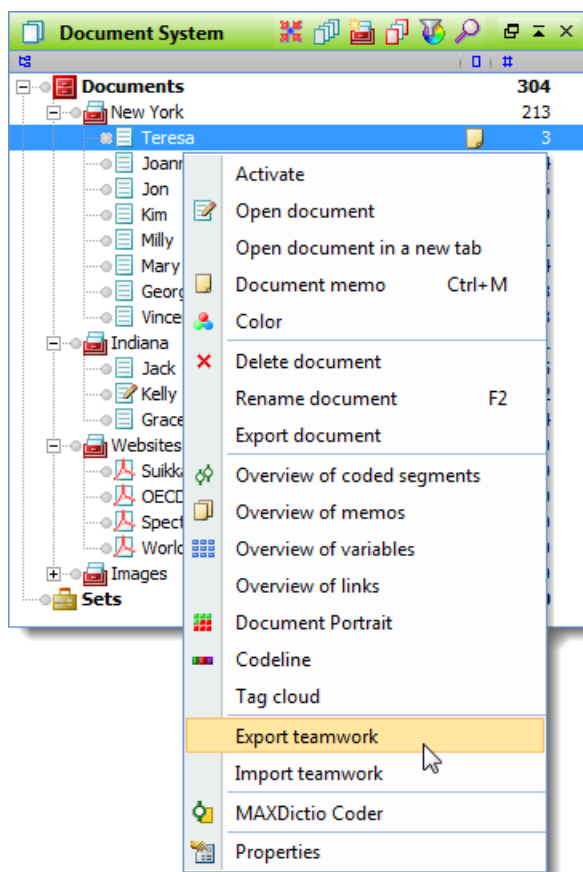 Document System
#
Documents 304
New York 213
Teresa 3
Jon
Kim
Milly
Mary
Indiana
Jack
Kelly
Grace
Websites
OECD
Images
Sets
Activate
Open document
Open document in a new tab
Document memo Ctrl+M
Color
Delete document
Rename document F2
Export document
Overview of coded segments
Overview of memos
Overview of variables
Overview of links
Document Portrait
Codeline
Tag cloud
Export teamwork
Import teamwork
MAXDictio Coder
Properties